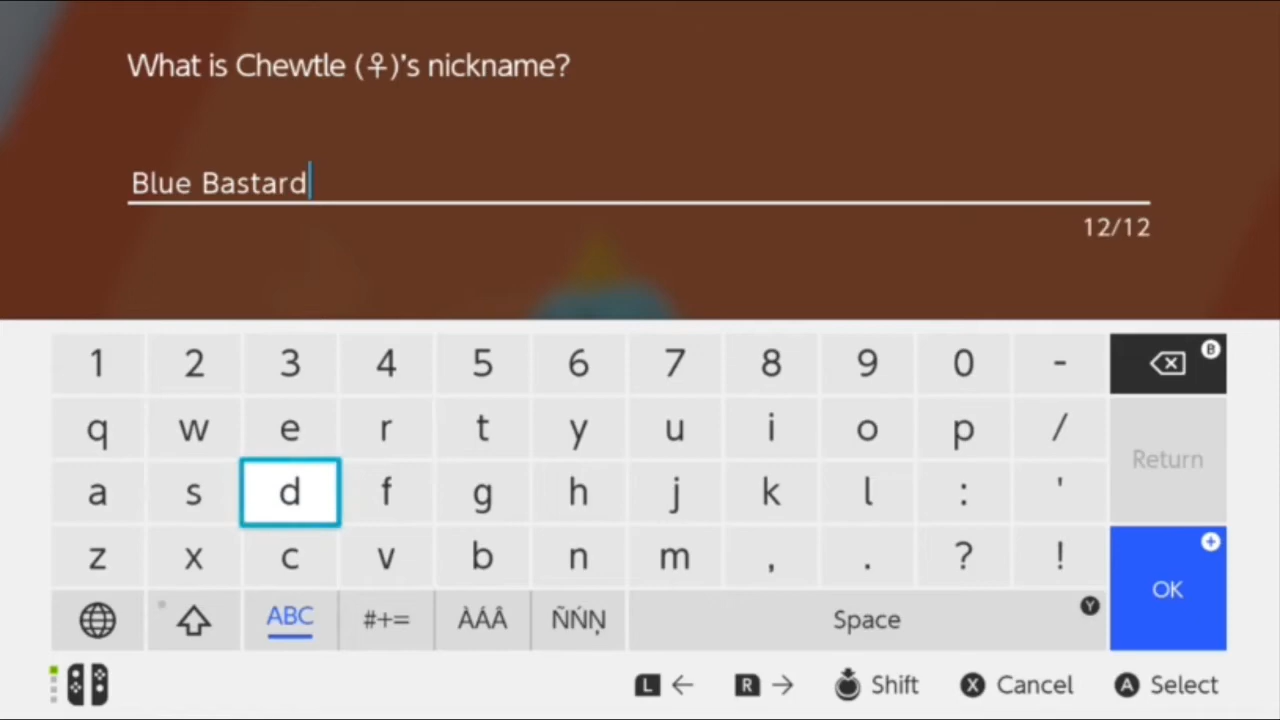 What is Chewtle (♀)'s nickname?
Blue Bastard
12/12
1 2 3 4 5 6 7 8 9 0 - B
q w e r t y u i o p / Return
a s d f g h j k l : '
z x c v b n m , . ? ! + OK
ABC #+= ÀÁÂ ÑŃŅ Space Y
L ← R → Shift X Cancel A Select